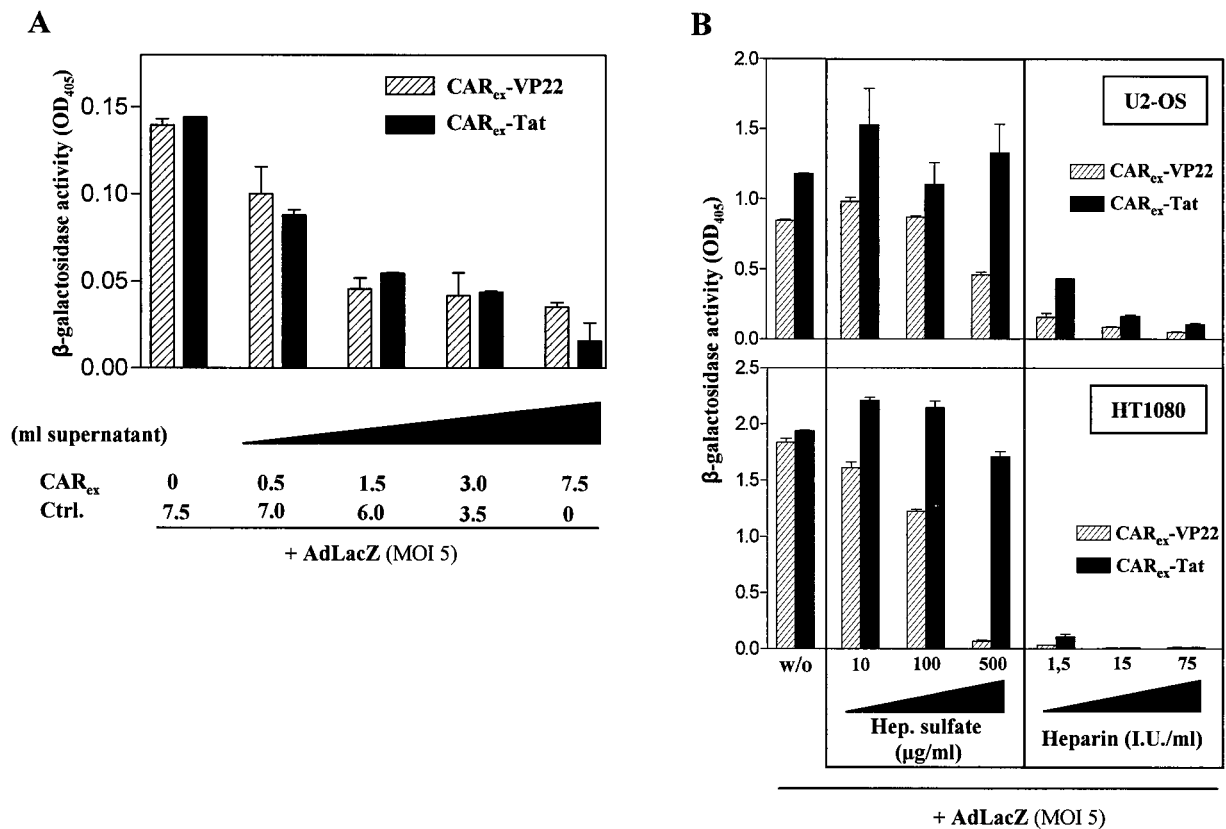 A
β-galactosidase activity (OD405)
0.15
0.10
0.05
0.00
CARex-VP22
CARex-Tat
(ml supernatant)
CARex 0 0.5 1.5 3.0 7.5
Ctrl. 7.5 7.0 6.0 3.5 0
+ AdLacZ (MOI 5)
B
β-galactosidase activity (OD405)
2.0
1.5
1.0
0.5
0.0
U2-OS
CARex-VP22
CARex-Tat
2.5
2.0
1.5
1.0
0.5
0.0
HT1080
CARex-VP22
CARex-Tat
w/o 10 100 500 1,5 15 75
Hep. sulfate
(μg/ml)
Heparin (I.U./ml)
+ AdLacZ (MOI 5)